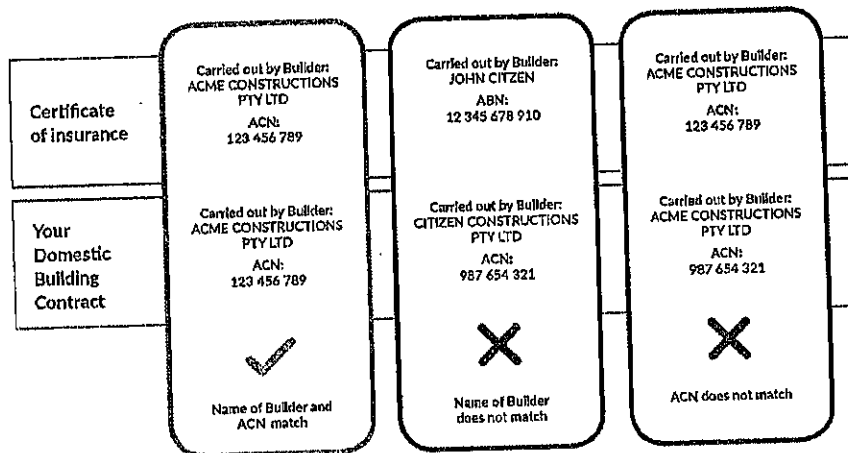 Certificate
of insurance
Carried out by Builder:
ACME CONSTRUCTIONS
PTY LTD
ACN:
123 456 789
Carried out by Builder:
JOHN CITZEN
ABN:
12 345 678 910
Carried out by Builder:
ACME CONSTRUCTIONS
PTY LTD
ACN:
123 456 789
Your
Domestic
Building
Contract
Carried out by Builder:
ACME CONSTRUCTIONS
PTY LTD
ACN:
123 456 789
Carried out by Builder:
CITIZEN CONSTRUCTIONS
PTY LTD
ACN:
987 654 321
Carried out by Builder:
ACME CONSTRUCTIONS
PTY LTD
ACN:
987 654 321
Name of Builder and
ACN match
Name of Builder
does not match
ACN does not match